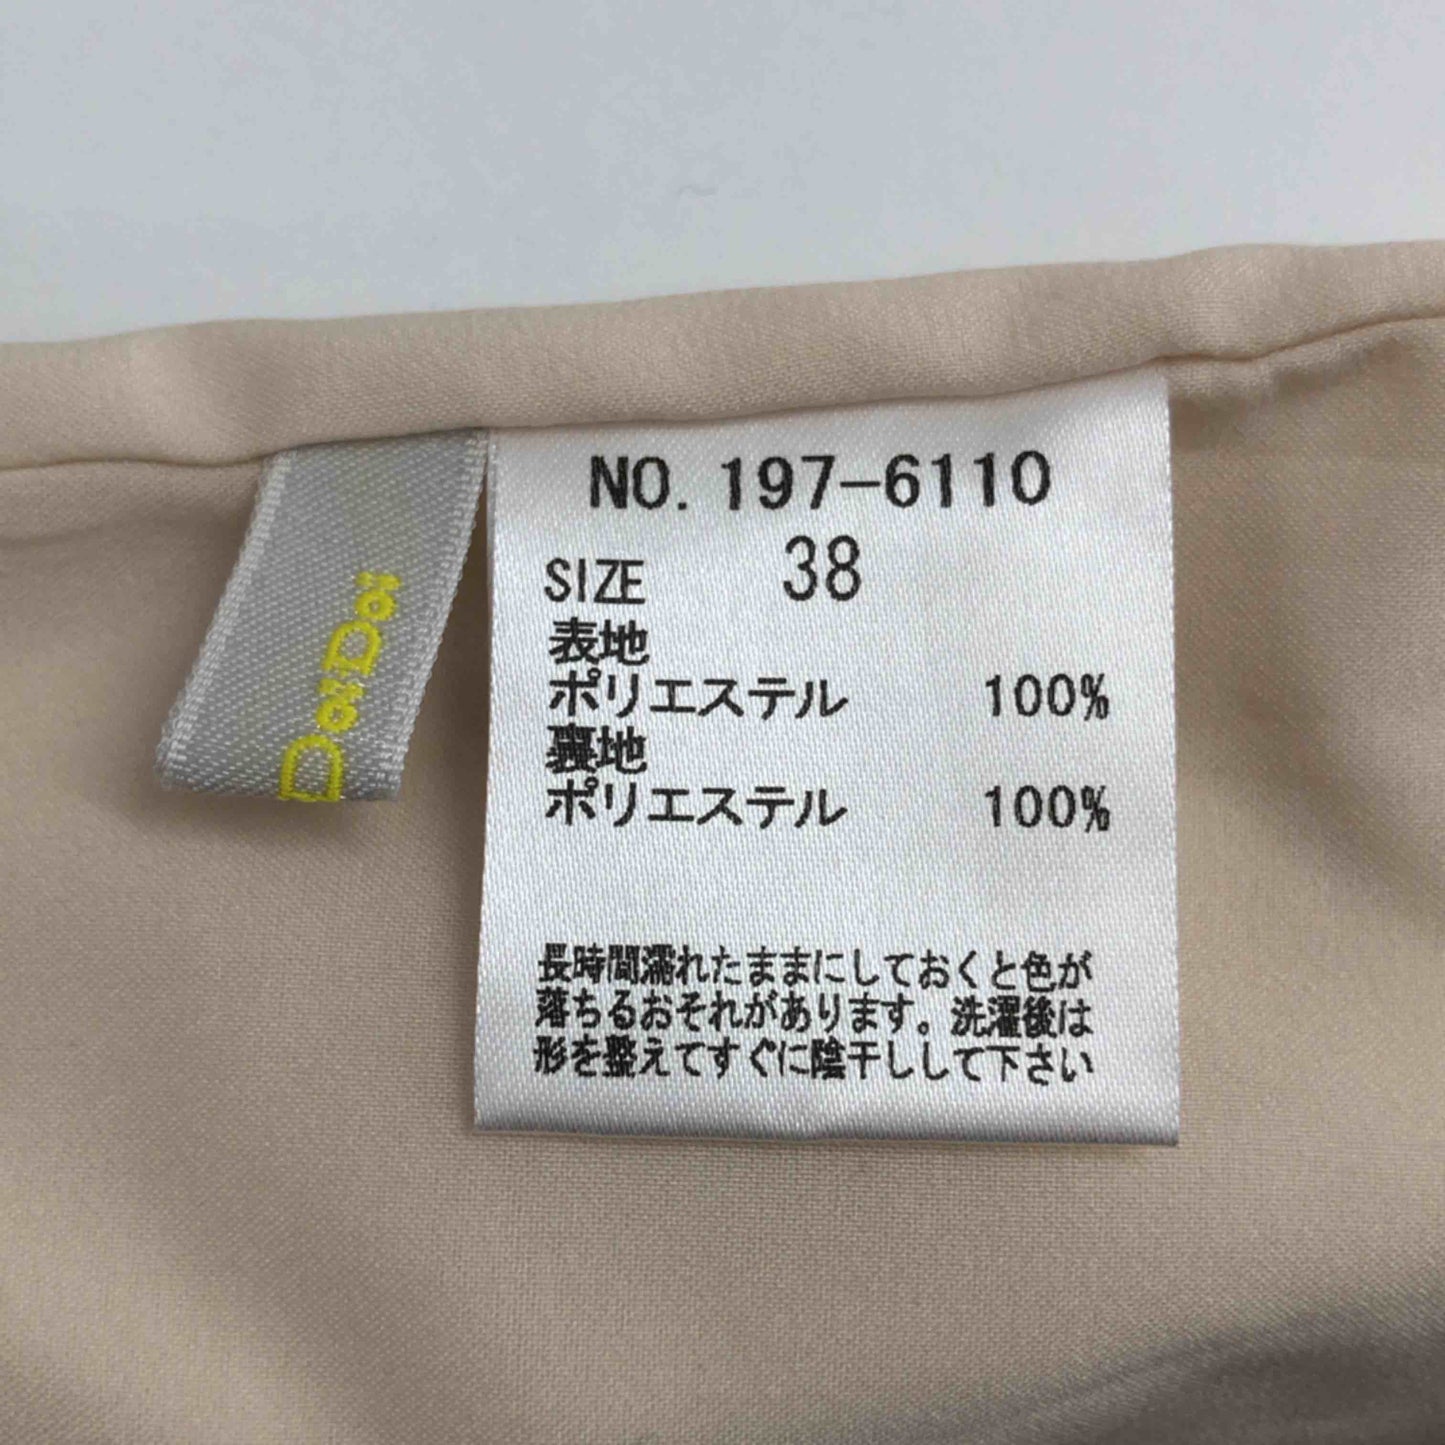 NO. 197-6110
SIZE 38
表地
ポリエステル 100%
裏地
ポリエステル 100%
長時間濡れたままにしておくと色が
落ちるおそれがあります。洗濯後は
形を整えてすぐに陰干しして下さい
DoiDoi